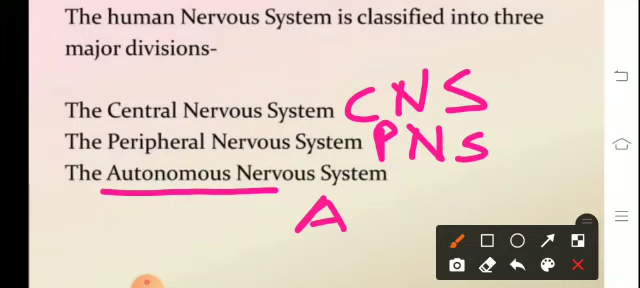 The human Nervous System is classified into three
major divisions-
The Central Nervous System CNS
The Peripheral Nervous System PNS
The Autonomous Nervous System
A